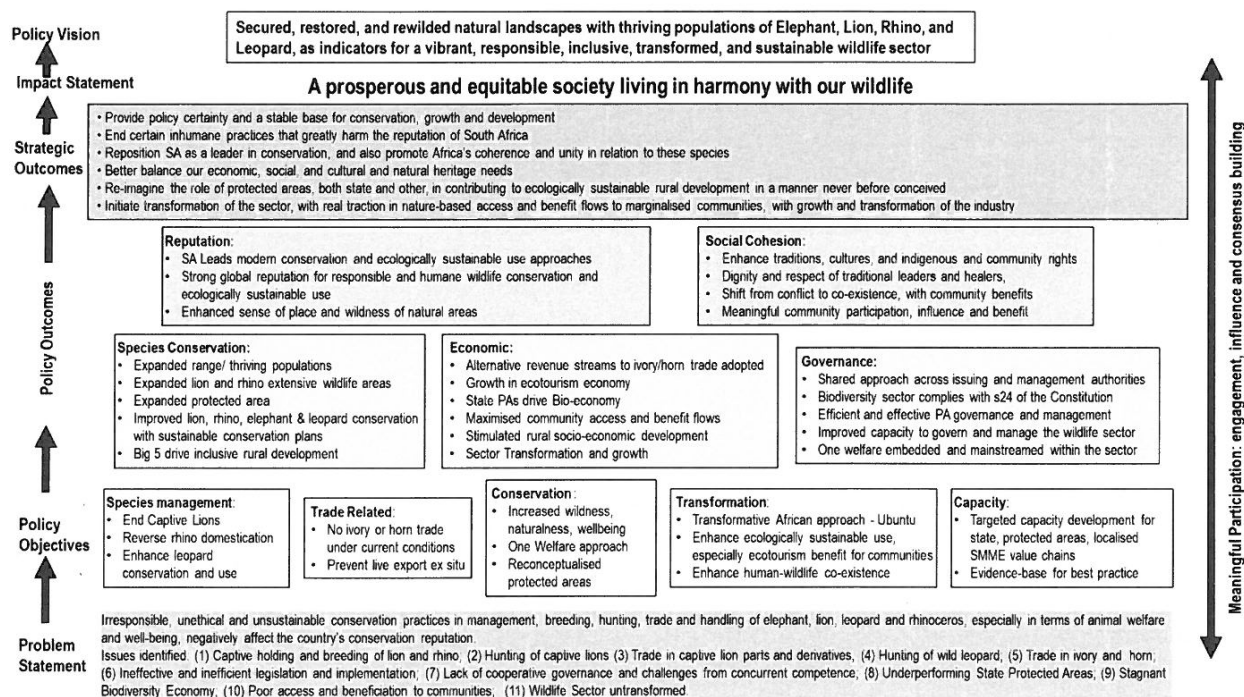 Policy Vision
Secured, restored, and rewilded natural landscapes with thriving populations of Elephant, Lion, Rhino, and
Leopard, as indicators for a vibrant, responsible, inclusive, transformed, and sustainable wildlife sector
Impact Statement
A prosperous and equitable society living in harmony with our wildlife
Strategic
Outcomes
• Provide policy certainty and a stable base for conservation, growth and development
• End certain inhumane practices that greatly harm the reputation of South Africa
• Reposition SA as a leader in conservation, and also promote Africa's coherence and unity in relation to these species
• Better balance our economic, social, and cultural and natural heritage needs
• Re-imagine the role of protected areas, both state and other, in contributing to ecologically sustainable rural development in a manner never before conceived
• Initiate transformation of the sector, with real traction in nature-based access and benefit flows to marginalised communities, with growth and transformation of the industry
Policy Outcomes
Reputation:
• SA Leads modern conservation and ecologically sustainable use approaches
• Strong global reputation for responsible and humane wildlife conservation and
ecologically sustainable use
• Enhanced sense of place and wildness of natural areas
Social Cohesion:
• Enhance traditions, cultures, and indigenous and community rights
• Dignity and respect of traditional leaders and healers,
• Shift from conflict to co-existence, with community benefits
• Meaningful community participation, influence and benefit
Species Conservation:
• Expanded range/ thriving populations
• Expanded lion and rhino extensive wildlife areas
• Expanded protected area
• Improved lion, rhino, elephant & leopard conservation
with sustainable conservation plans
• Big 5 drive inclusive rural development
Economic:
• Alternative revenue streams to ivory/horn trade adopted
• Growth in ecotourism economy
• State PAs drive Bio-economy
• Maximised community access and benefit flows
• Stimulated rural socio-economic development
• Sector Transformation and growth
Governance:
• Shared approach across issuing and management authorities
• Biodiversity sector complies with s24 of the Constitution
• Efficient and effective PA governance and management
• Improved capacity to govern and manage the wildlife sector
• One welfare embedded and mainstreamed within the sector
Policy
Objectives
Species management:
• End Captive Lions
• Reverse rhino domestication
• Enhance leopard
conservation and use
Trade Related:
• No ivory or horn trade
under current conditions
• Prevent live export ex situ
Conservation:
• Increased wildness,
naturalness, wellbeing
• One Welfare approach
• Reconceptualised
protected areas
Transformation:
• Transformative African approach - Ubuntu
• Enhance ecologically sustainable use,
especially ecotourism benefit for communities
• Enhance human-wildlife co-existence
Capacity:
• Targeted capacity development for
state, protected areas, localised
SMME value chains
• Evidence-base for best practice
Problem
Statement
Irresponsible, unethical and unsustainable conservation practices in management, breeding, hunting, trade and handling of elephant, lion, leopard and rhinoceros, especially in terms of animal welfare
and well-being, negatively affect the country's conservation reputation.
Issues identified. (1) Captive holding and breeding of lion and rhino; (2) Hunting of captive lions (3) Trade in captive lion parts and derivatives, (4) Hunting of wild leopard, (5) Trade in ivory and horn;
(6) Ineffective and inefficient legislation and implementation; (7) Lack of cooperative governance and challenges from concurrent competence, (8) Underperforming State Protected Areas; (9) Stagnant
Biodiversity Economy; (10) Poor access and beneficiation to communities; (11) Wildlife Sector untransformed.
Meaningful Participation: engagement, influence and consensus building